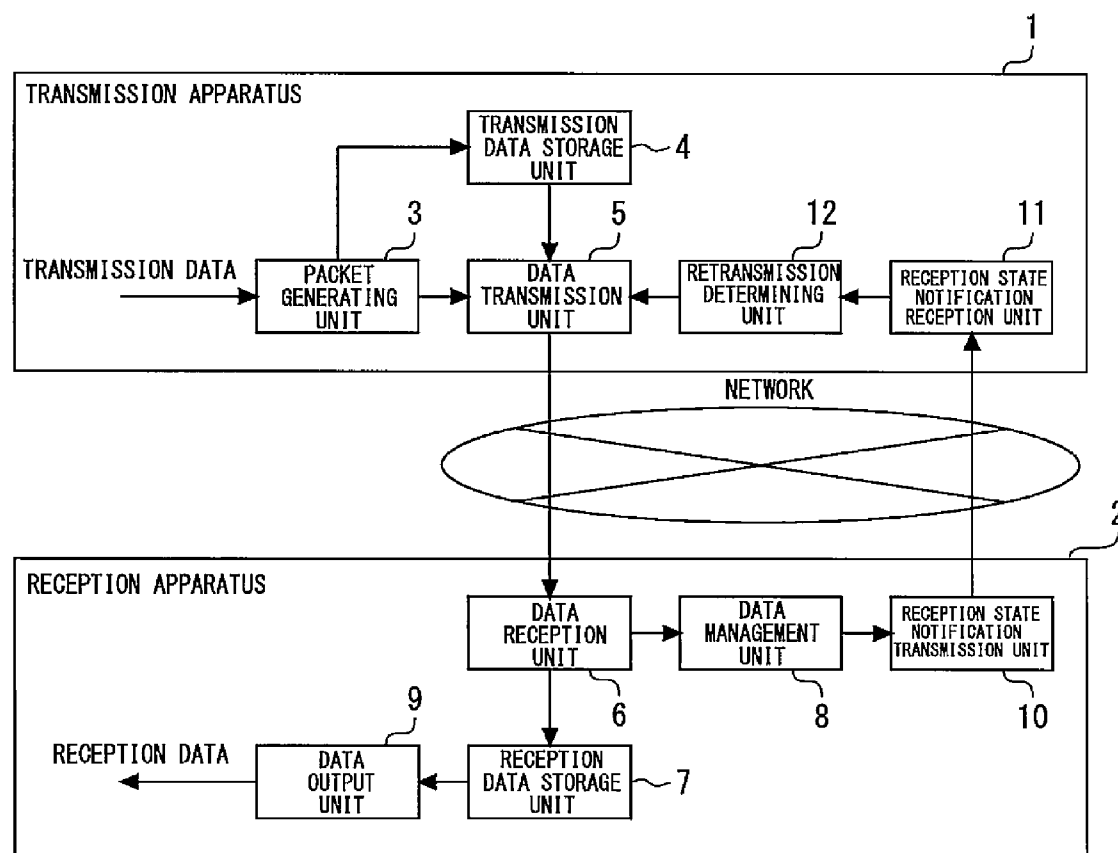 1
TRANSMISSION APPARATUS
TRANSMISSION
DATA STORAGE
UNIT
4
3
5
12
11
TRANSMISSION DATA
PACKET
GENERATING
UNIT
DATA
TRANSMISSION
UNIT
RETRANSMISSION
DETERMINING
UNIT
RECEPTION STATE
NOTIFICATION
RECEPTION UNIT
NETWORK
2
RECEPTION APPARATUS
DATA
RECEPTION
UNIT
DATA
MANAGEMENT
UNIT
RECEPTION STATE
NOTIFICATION
TRANSMISSION UNIT
6
8
10
9
RECEPTION DATA
DATA
OUTPUT
UNIT
RECEPTION
DATA STORAGE
UNIT
7